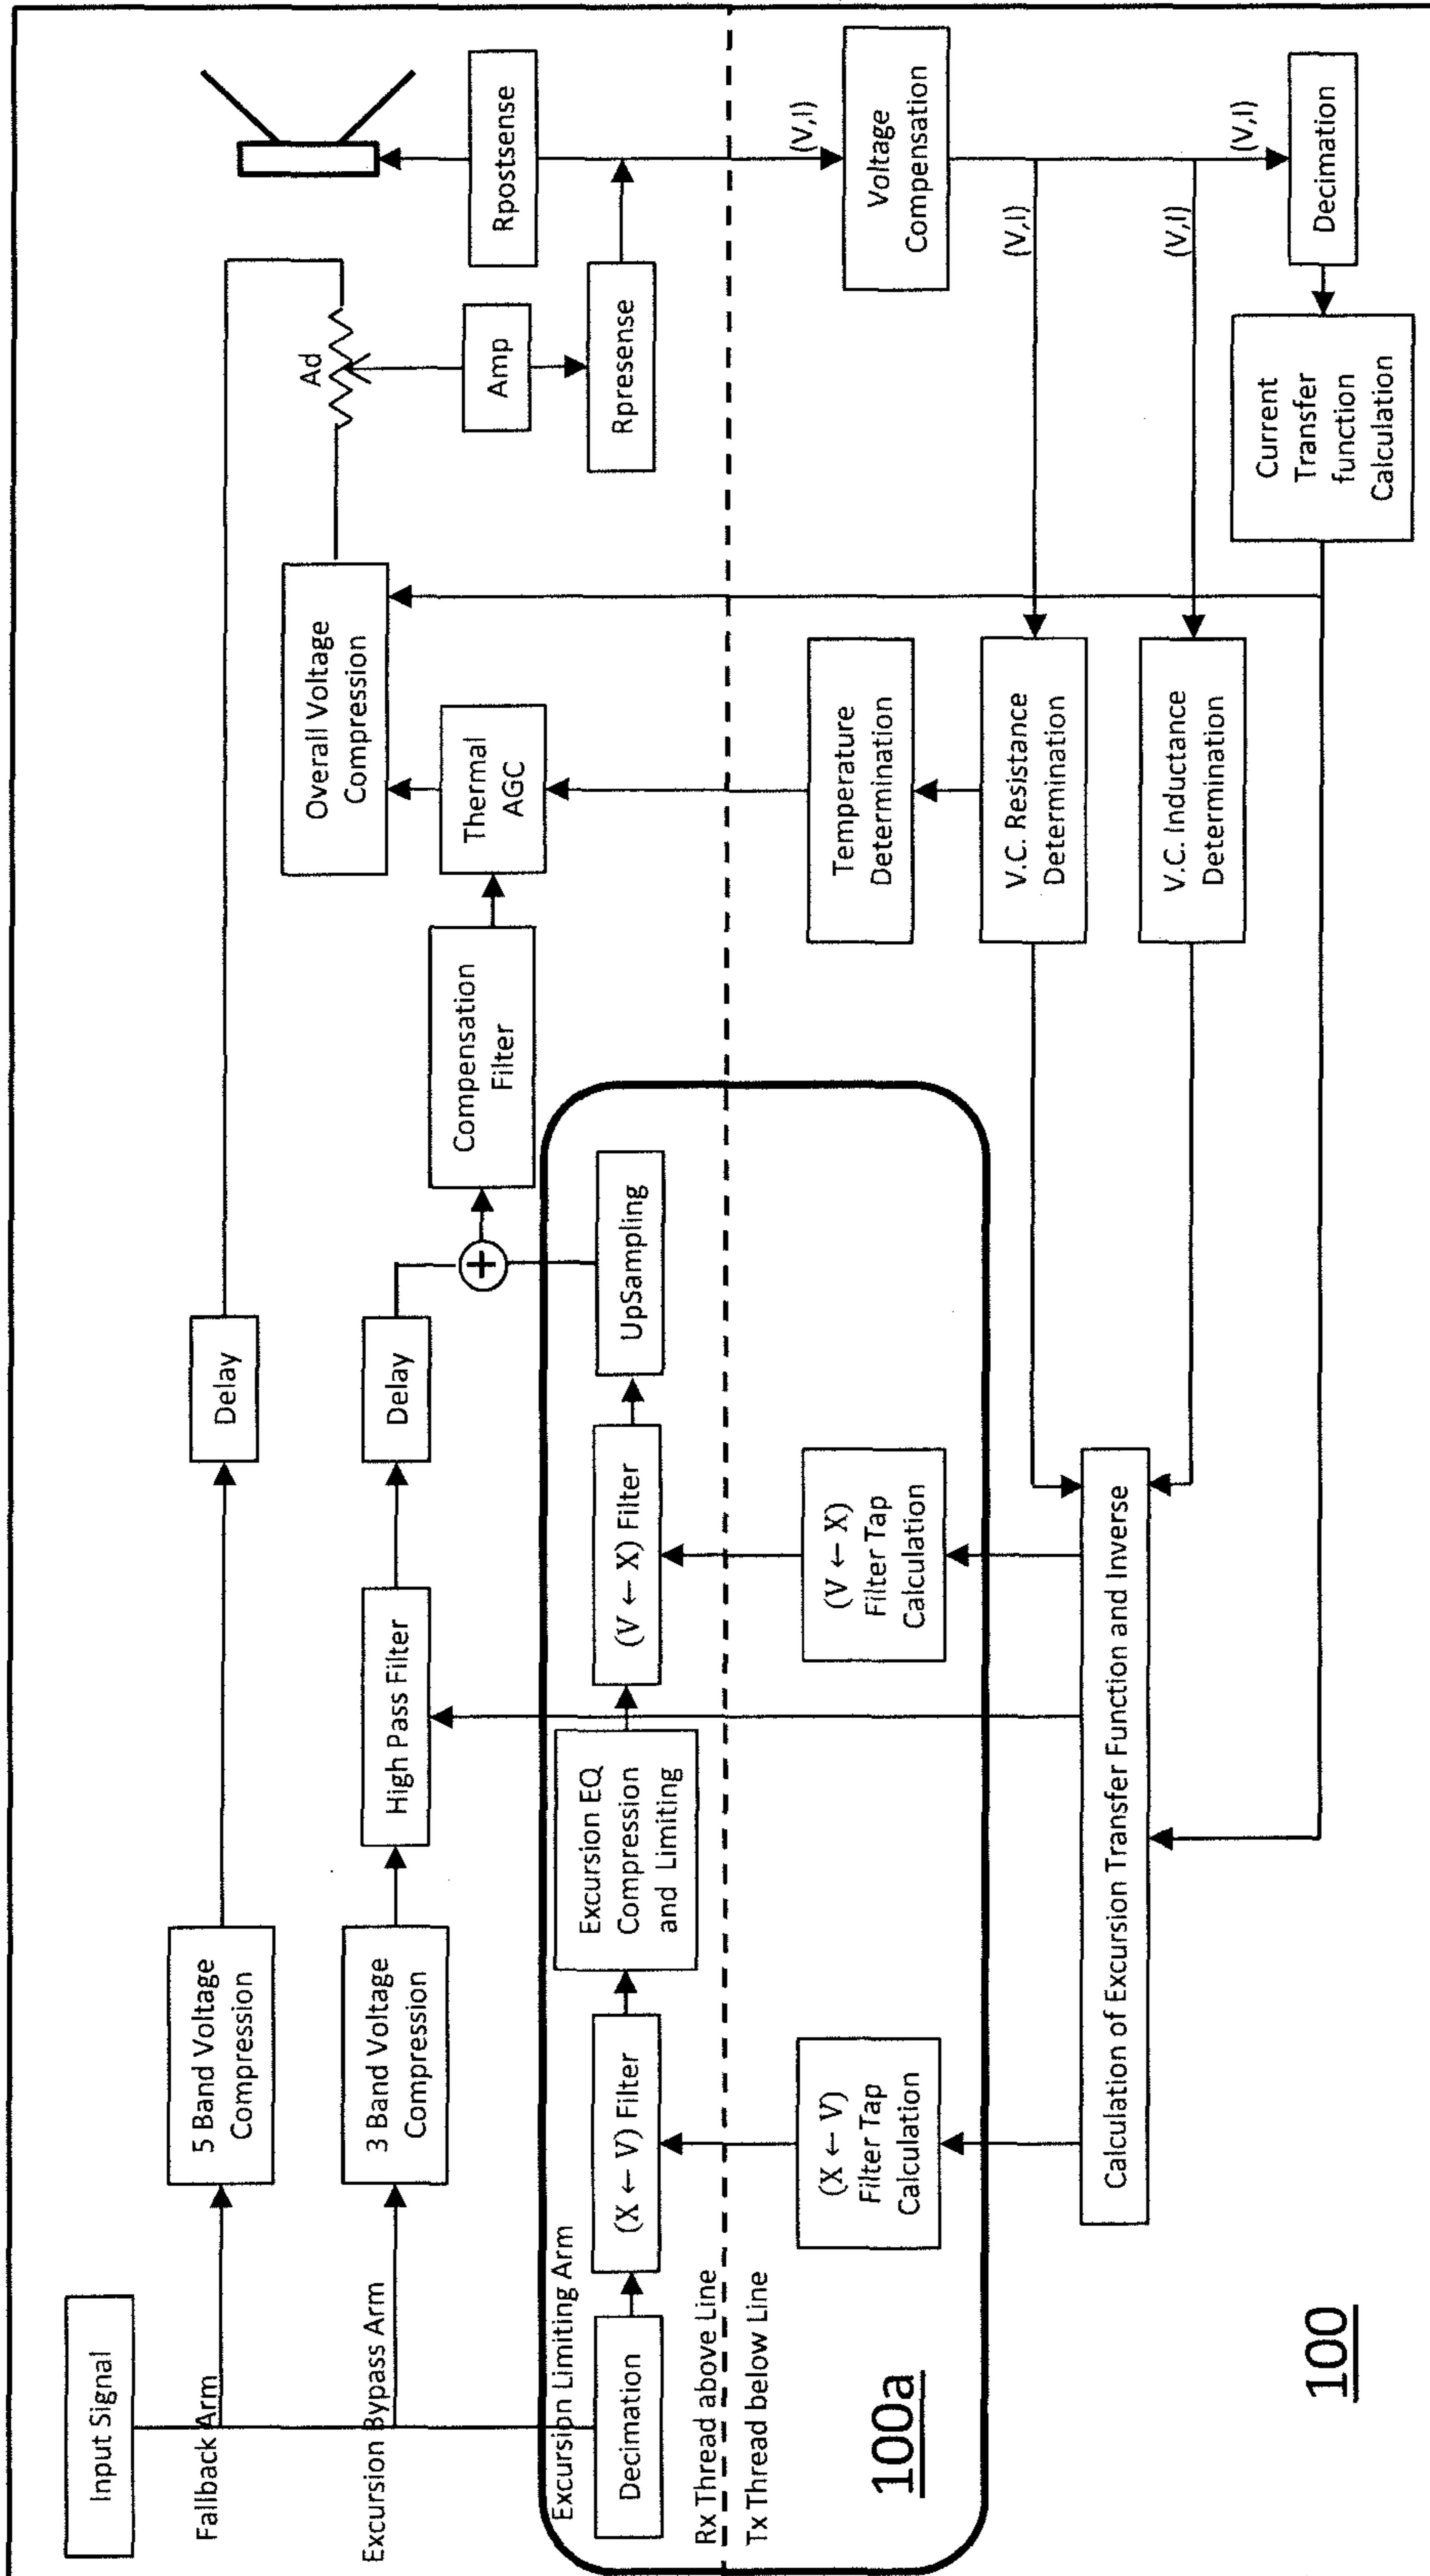 Input Signal
Fallback Arm
5 Band Voltage
Compression
Delay
Excursion Bypass Arm
3 Band Voltage
Compression
High Pass Filter
Delay
+
Compensation
Filter
Thermal
AGC
Overall Voltage
Compression
Ad
Amp
Rpresense
Rpostsense
Excursion Limiting Arm
Decimation
(X ← V) Filter
Excursion EQ
Compression
and Limiting
(V ← X) Filter
UpSampling
Rx Thread above Line
Tx Thread below Line
100a
(X ← V)
Filter Tap
Calculation
(V ← X)
Filter Tap
Calculation
Temperature
Determination
(V,I)
Voltage
Compensation
V.C. Resistance
Determination
(V,I)
V.C. Inductance
Determination
(V,I)
(V,I)
Calculation of Excursion Transfer Function and Inverse
Current
Transfer
function
Calculation
Decimation
100